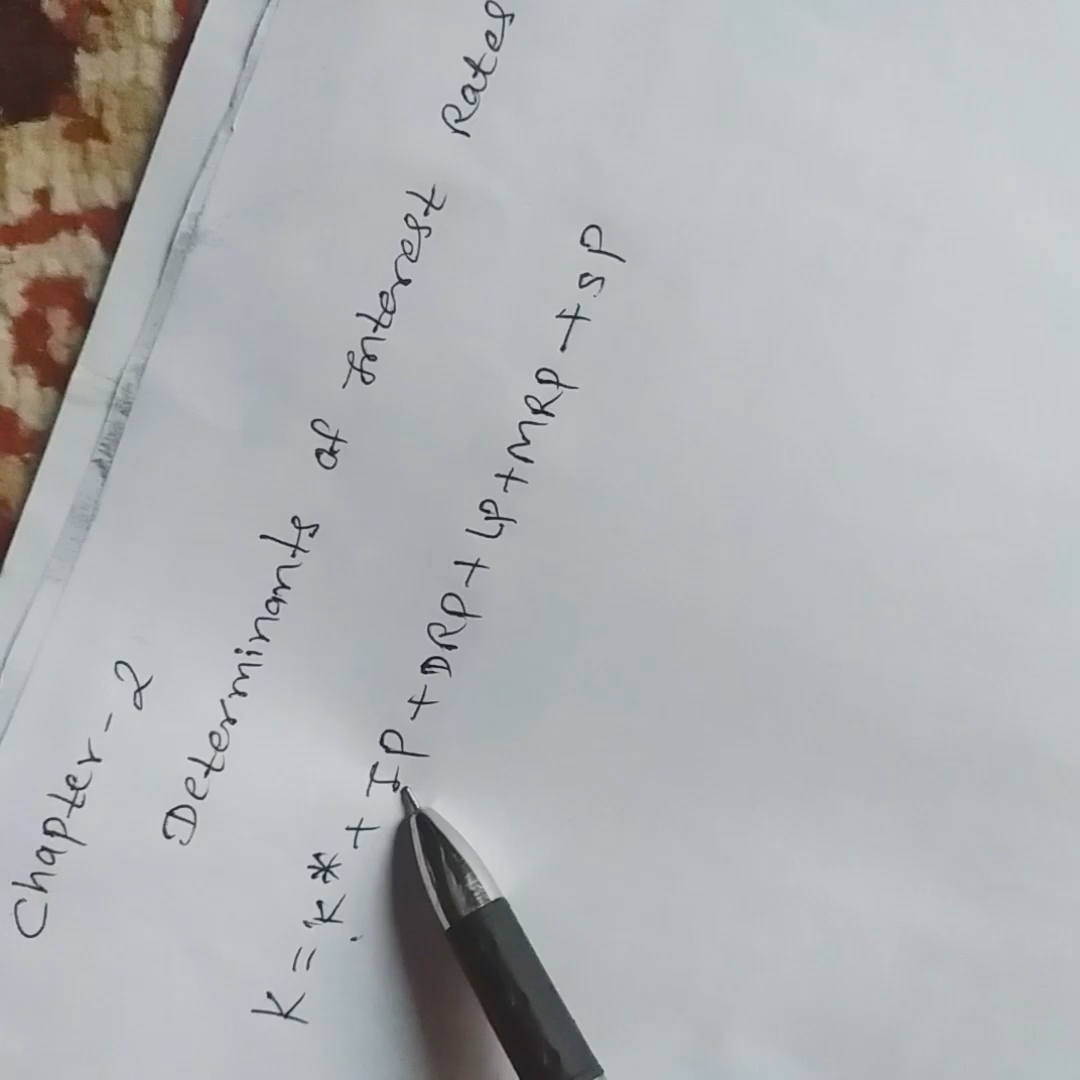 Chapter-2
Determinants of Interest Rates
K = K* + IP + DRP + LP + MRP + SP